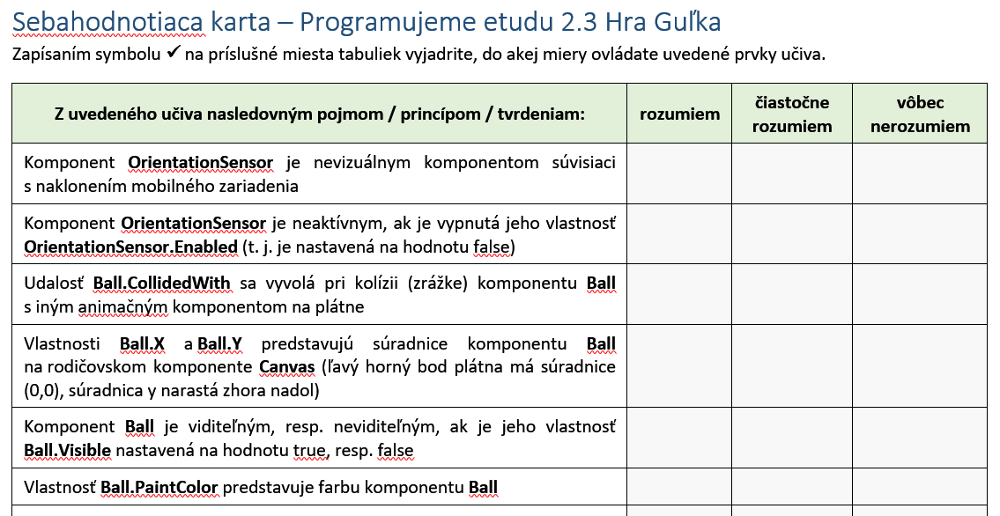 Sebahodnotiaca karta – Programujeme etudu 2.3 Hra Guľka
Zapísaním symbolu ✓ na príslušné miesta tabuliek vyjadrite, do akej miery ovládate uvedené prvky učiva.
Z uvedeného učiva nasledovným pojmom / princípom / tvrdeniam:
rozumiem
čiastočne
rozumiem
vôbec
nerozumiem
Komponent OrientationSensor je nevizuálnym komponentom súvisiaci
s naklonením mobilného zariadenia
Komponent OrientationSensor je neaktívnym, ak je vypnutá jeho vlastnosť
OrientationSensor.Enabled (t. j. je nastavená na hodnotu false)
Udalosť Ball.CollidedWith sa vyvolá pri kolízii (zrážke) komponentu Ball
s iným animačným komponentom na plátne
Vlastnosti Ball.X a Ball.Y predstavujú súradnice komponentu Ball
na rodičovskom komponente Canvas (ľavý horný bod plátna má súradnice
(0,0), súradnica y narastá zhora nadol)
Komponent Ball je viditeľným, resp. neviditeľným, ak je jeho vlastnosť
Ball.Visible nastavená na hodnotu true, resp. false
Vlastnosť Ball.PaintColor predstavuje farbu komponentu Ball